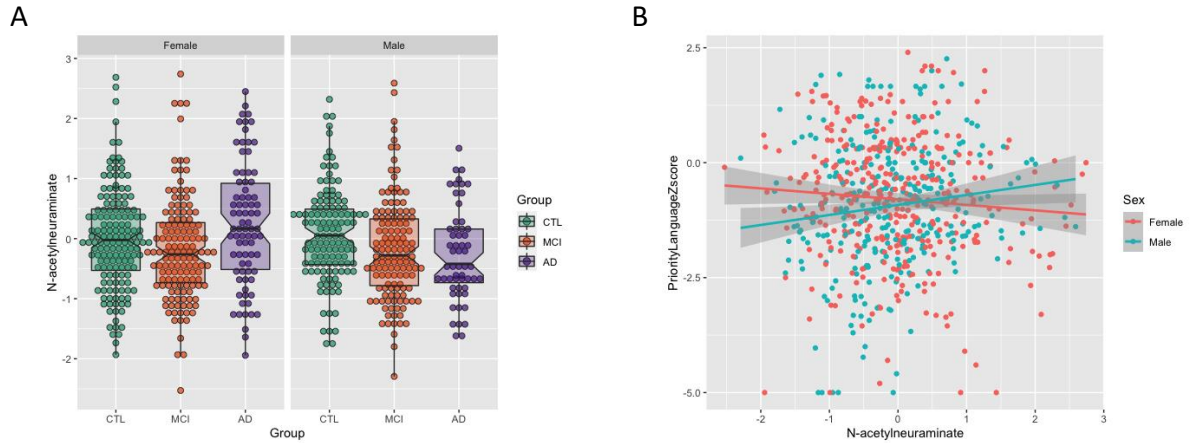 A
Female
Male
3
2
1
0
-1
-2
N-acetylneuraminate
CTL
MCI
AD
CTL
MCI
AD
Group
Group
CTL
MCI
AD
B
2.5
0.0
-2.5
-5.0
PriorityLanguageZscore
-2
-1
0
1
2
3
N-acetylneuraminate
Sex
Female
Male